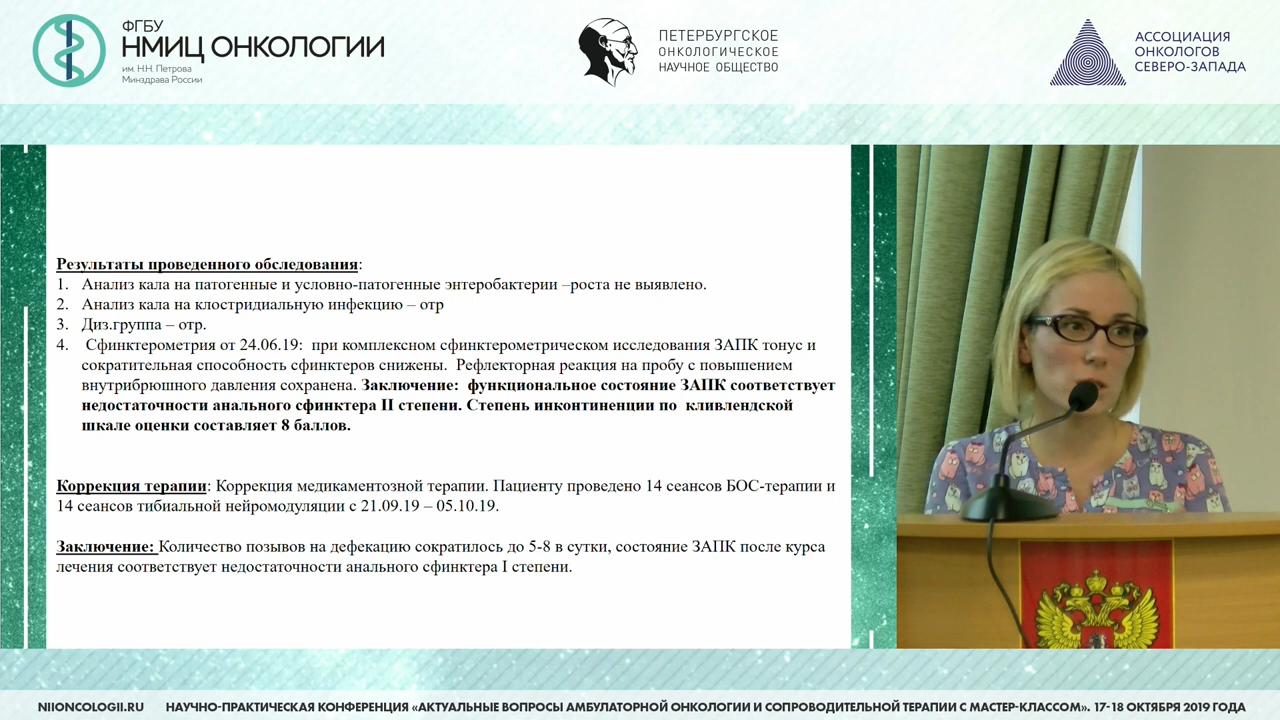 ФГБУ
НМИЦ ОНКОЛОГИИ
им. Н.Н. Петрова
Минздрава России
ПЕТЕРБУРГСКОЕ
ОНКОЛОГИЧЕСКОЕ
НАУЧНОЕ ОБЩЕСТВО
АССОЦИАЦИЯ
ОНКОЛОГОВ
СЕВЕРО-ЗАПАДА
Результаты проведенного обследования:
1. Анализ кала на патогенные и условно-патогенные энтеробактерии –роста не выявлено.
2. Анализ кала на клостридиальную инфекцию – отр
3. Диз.группа – отр.
4. Сфинктерометрия от 24.06.19: при комплексном сфинктерометрическом исследования ЗАПК тонус и
сократительная способность сфинктеров снижены. Рефлекторная реакция на пробу с повышением
внутрибрюшного давления сохранена. Заключение: функциональное состояние ЗАПК соответствует
недостаточности анального сфинктера II степени. Степень инконтиненции по кливлендской
шкале оценки составляет 8 баллов.
Коррекция терапии: Коррекция медикаментозной терапии. Пациенту проведено 14 сеансов БОС-терапии и
14 сеансов тибиальной нейромодуляции с 21.09.19 – 05.10.19.
Заключение: Количество позывов на дефекацию сократилось до 5-8 в сутки, состояние ЗАПК после курса
лечения соответствует недостаточности анального сфинктера I степени.
NIIONCOLOGII.RU НАУЧНО-ПРАКТИЧЕСКАЯ КОНФЕРЕНЦИЯ «АКТУАЛЬНЫЕ ВОПРОСЫ АМБУЛАТОРНОЙ ОНКОЛОГИИ И СОПРОВОДИТЕЛЬНОЙ ТЕРАПИИ С МАСТЕР-КЛАССОМ». 17-18 ОКТЯБРЯ 2019 ГОДА